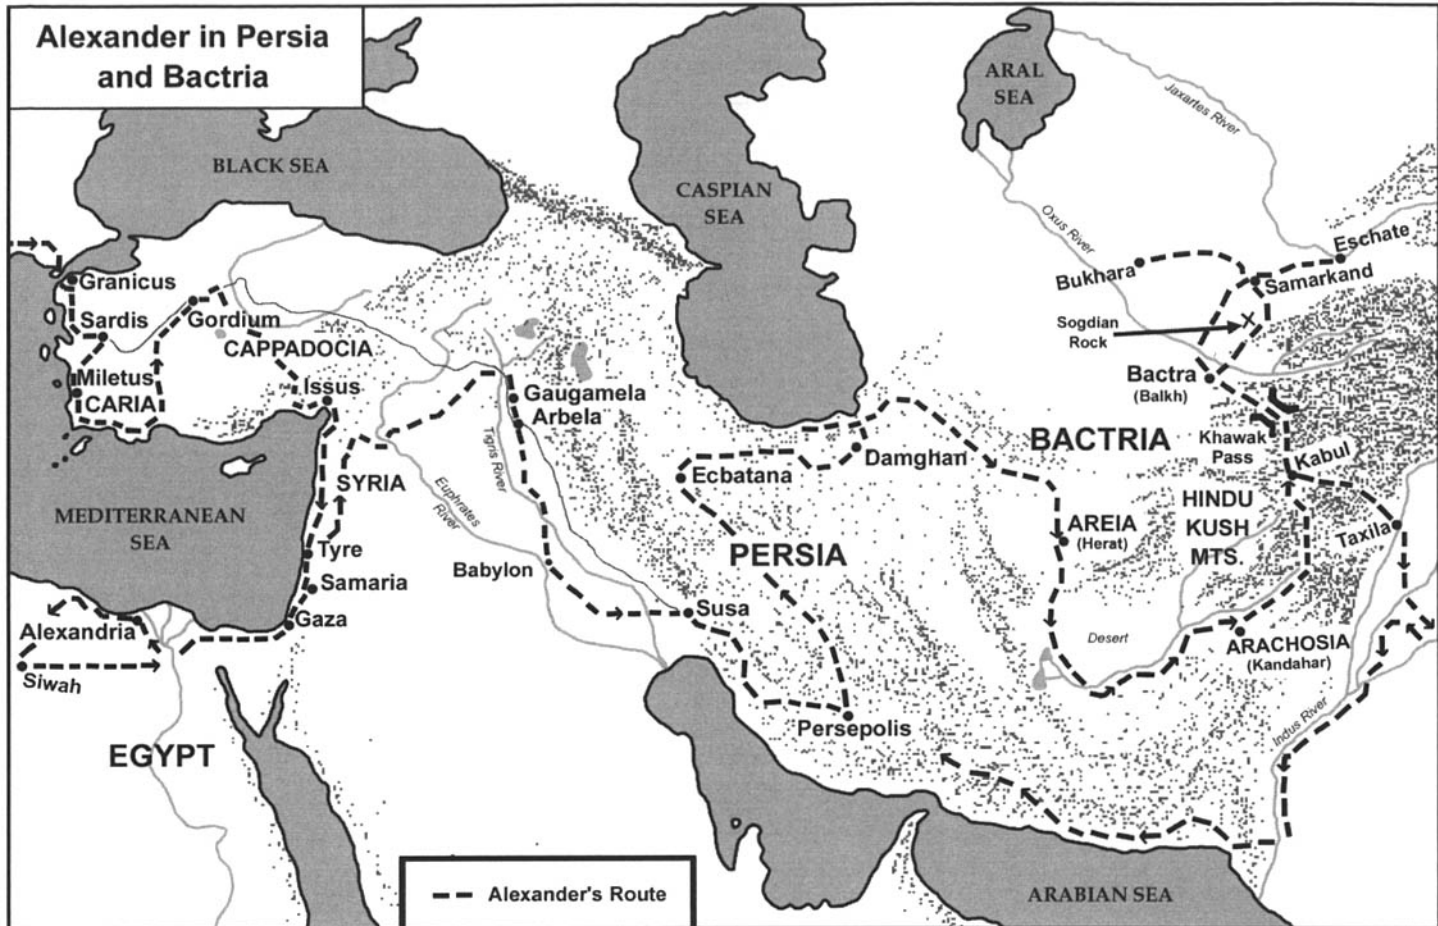 Alexander in Persia
and Bactria
BLACK SEA
CASPIAN
SEA
ARAL
SEA
Jaxartes River
Oxus River
Eschate
Bukhara
Samarkand
Sogdian
Rock
Granicus
Sardis
Gordium
CAPPADOCIA
Miletus
CARIA
Issus
Gaugamela
Arbela
Bactra
(Balkh)
BACTRIA
Khawak
Pass
Kabul
Damghan
Ecbatana
Tigris River
SYRIA
Euphrates
River
MEDITERRANEAN
SEA
HINDU
KUSH
MTS.
AREIA
(Herat)
Taxila
Tyre
PERSIA
Babylon
Samaria
Susa
Gaza
Alexandria
Siwah
Desert
ARACHOSIA
(Kandahar)
Persepolis
Indus River
EGYPT
Alexander's Route
ARABIAN SEA